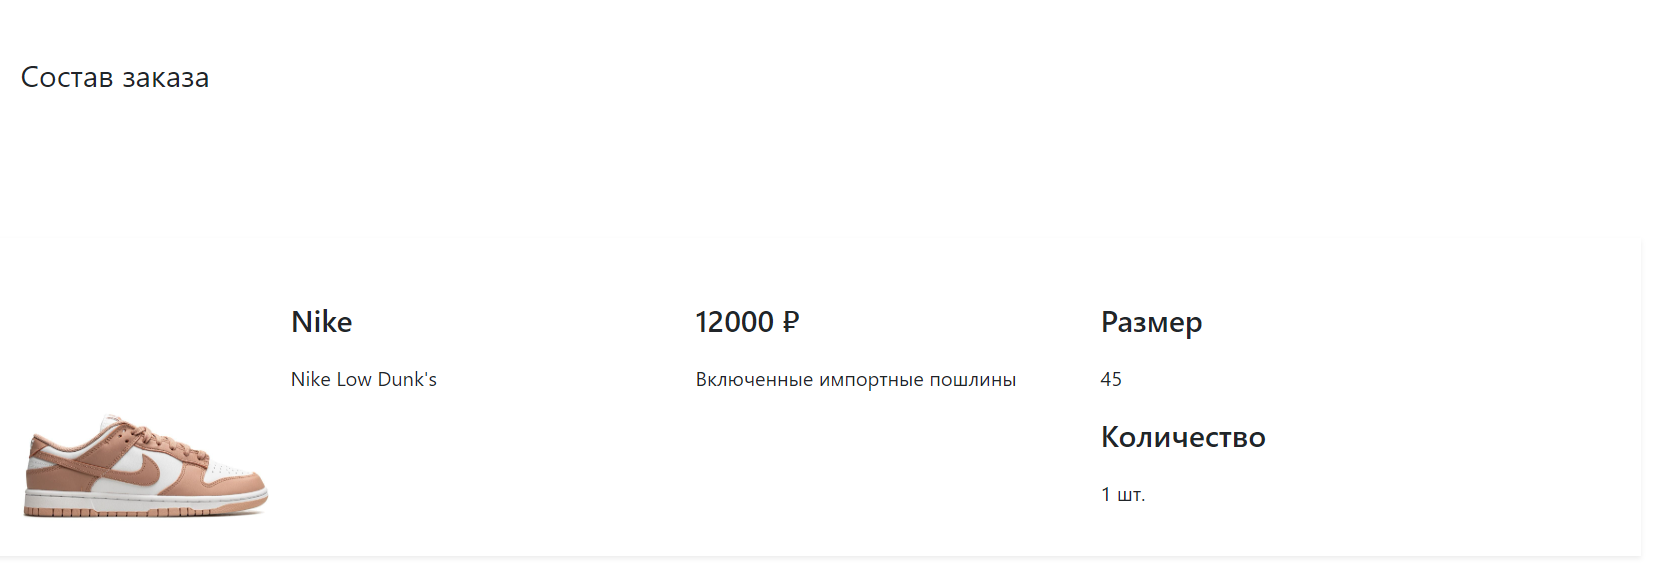 Состав заказа
Nike
Nike Low Dunk's
12000 ₽
Включенные импортные пошлины
Размер
45
Количество
1 шт.